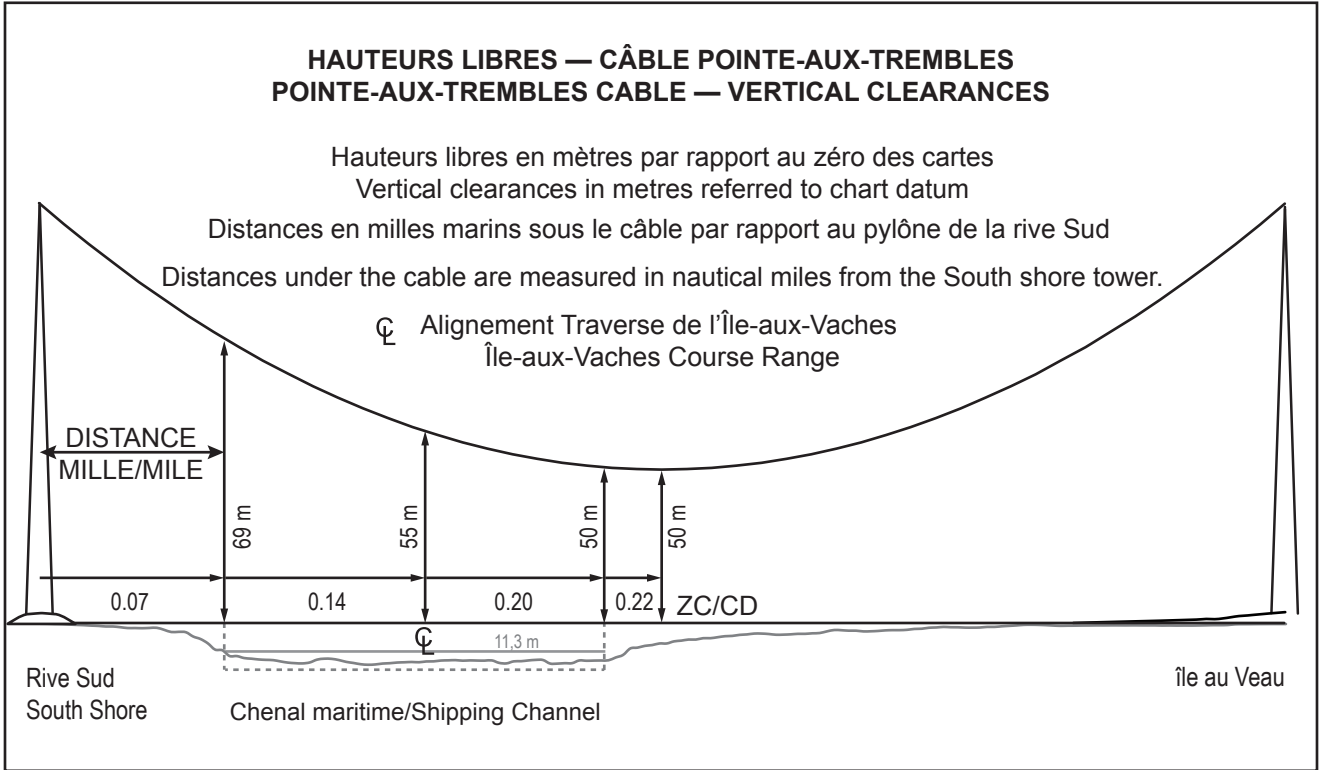 HAUTEURS LIBRES — CÂBLE POINTE-AUX-TREMBLES
POINTE-AUX-TREMBLES CABLE — VERTICAL CLEARANCES
Hauteurs libres en mètres par rapport au zéro des cartes
Vertical clearances in metres referred to chart datum
Distances en milles marins sous le câble par rapport au pylône de la rive Sud
Distances under the cable are measured in nautical miles from the South shore tower.
℄ Alignement Traverse de l’Île-aux-Vaches
Île-aux-Vaches Course Range
DISTANCE
MILLE/MILE
69 m
55 m
50 m
50 m
0.07
0.14
0.20
0.22
ZC/CD
℄
11,3 m
Rive Sud
South Shore
Chenal maritime/Shipping Channel
île au Veau